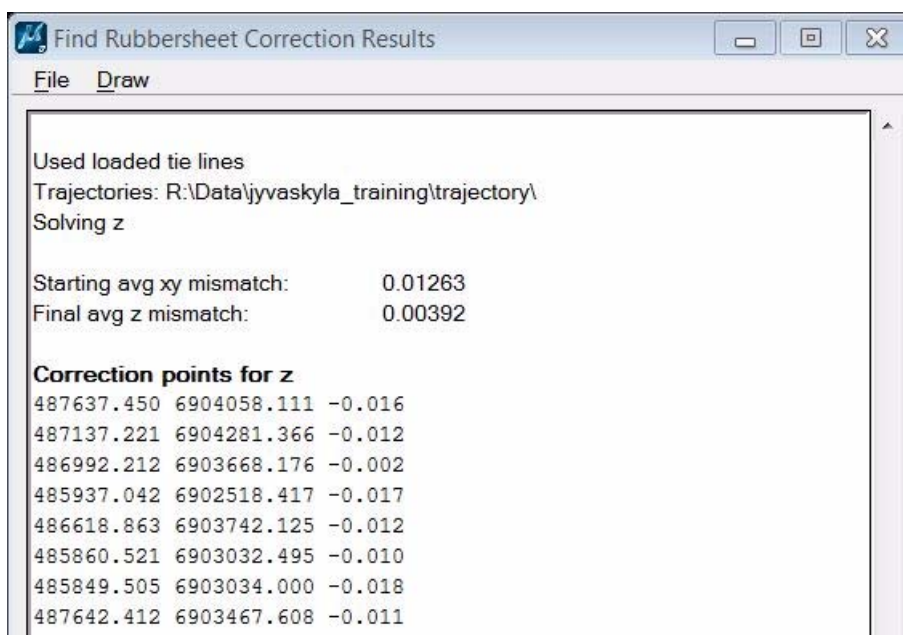 Find Rubbersheet Correction Results
File Draw
Used loaded tie lines
Trajectories: R:\Data\jyvaskyla_training\trajectory\
Solving z
Starting avg xy mismatch: 0.01263
Final avg z mismatch: 0.00392
Correction points for z
487637.450 6904058.111 -0.016
487137.221 6904281.366 -0.012
486992.212 6903668.176 -0.002
485937.042 6902518.417 -0.017
486618.863 6903742.125 -0.012
485860.521 6903032.495 -0.010
485849.505 6903034.000 -0.018
487642.412 6903467.608 -0.011